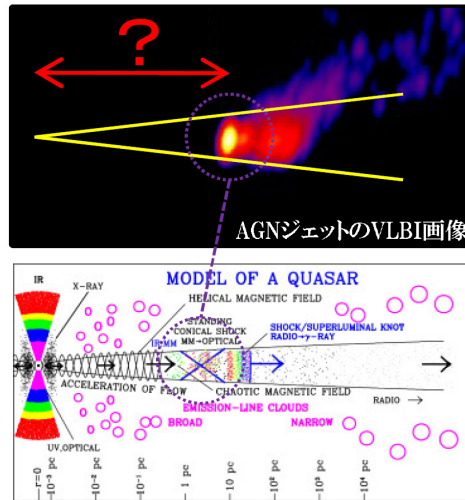 ?
AGNジェットのVLBI画像
MODEL OF A QUASAR
IR
X-RAY
HELICAL MAGNETIC FIELD
STANDING
CONICAL SHOCK
MM→OPTICAL
IR-MM
SHOCK/SUPERLUMINAL KNOT
RADIO→γ-RAY
ACCELERATION OF FLOW
CHAOTIC MAGNETIC FIELD
RADIO
EMISSION-LINE CLOUDS
BROAD
NARROW
UV,OPTICAL
r=0
10⁻³ pc
10⁻² pc
10⁻¹ pc
1 pc
10 pc
10² pc
10³ pc
10⁴ pc